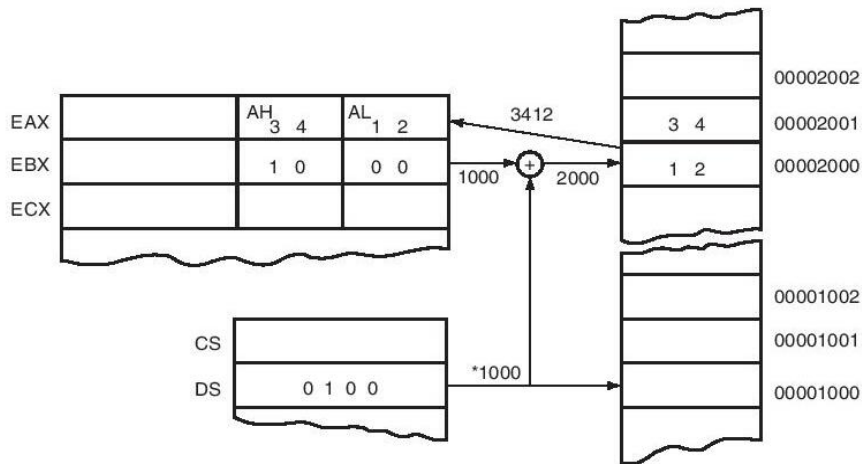 00002002
AH AL 3412
EAX 3 4 1 2 3 4 00002001
EBX 1 0 0 0 1000 + 2000 1 2 00002000
ECX
00001002
CS 00001001
DS 0 1 0 0 *1000 00001000